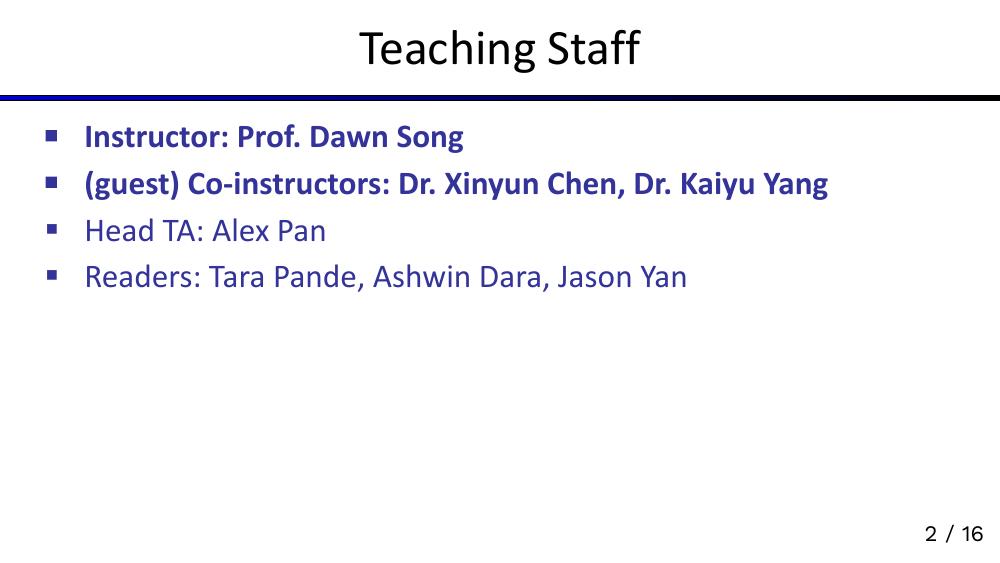 Teaching Staff
Instructor: Prof. Dawn Song
(guest) Co-instructors: Dr. Xinyun Chen, Dr. Kaiyu Yang
Head TA: Alex Pan
Readers: Tara Pande, Ashwin Dara, Jason Yan
2 / 16